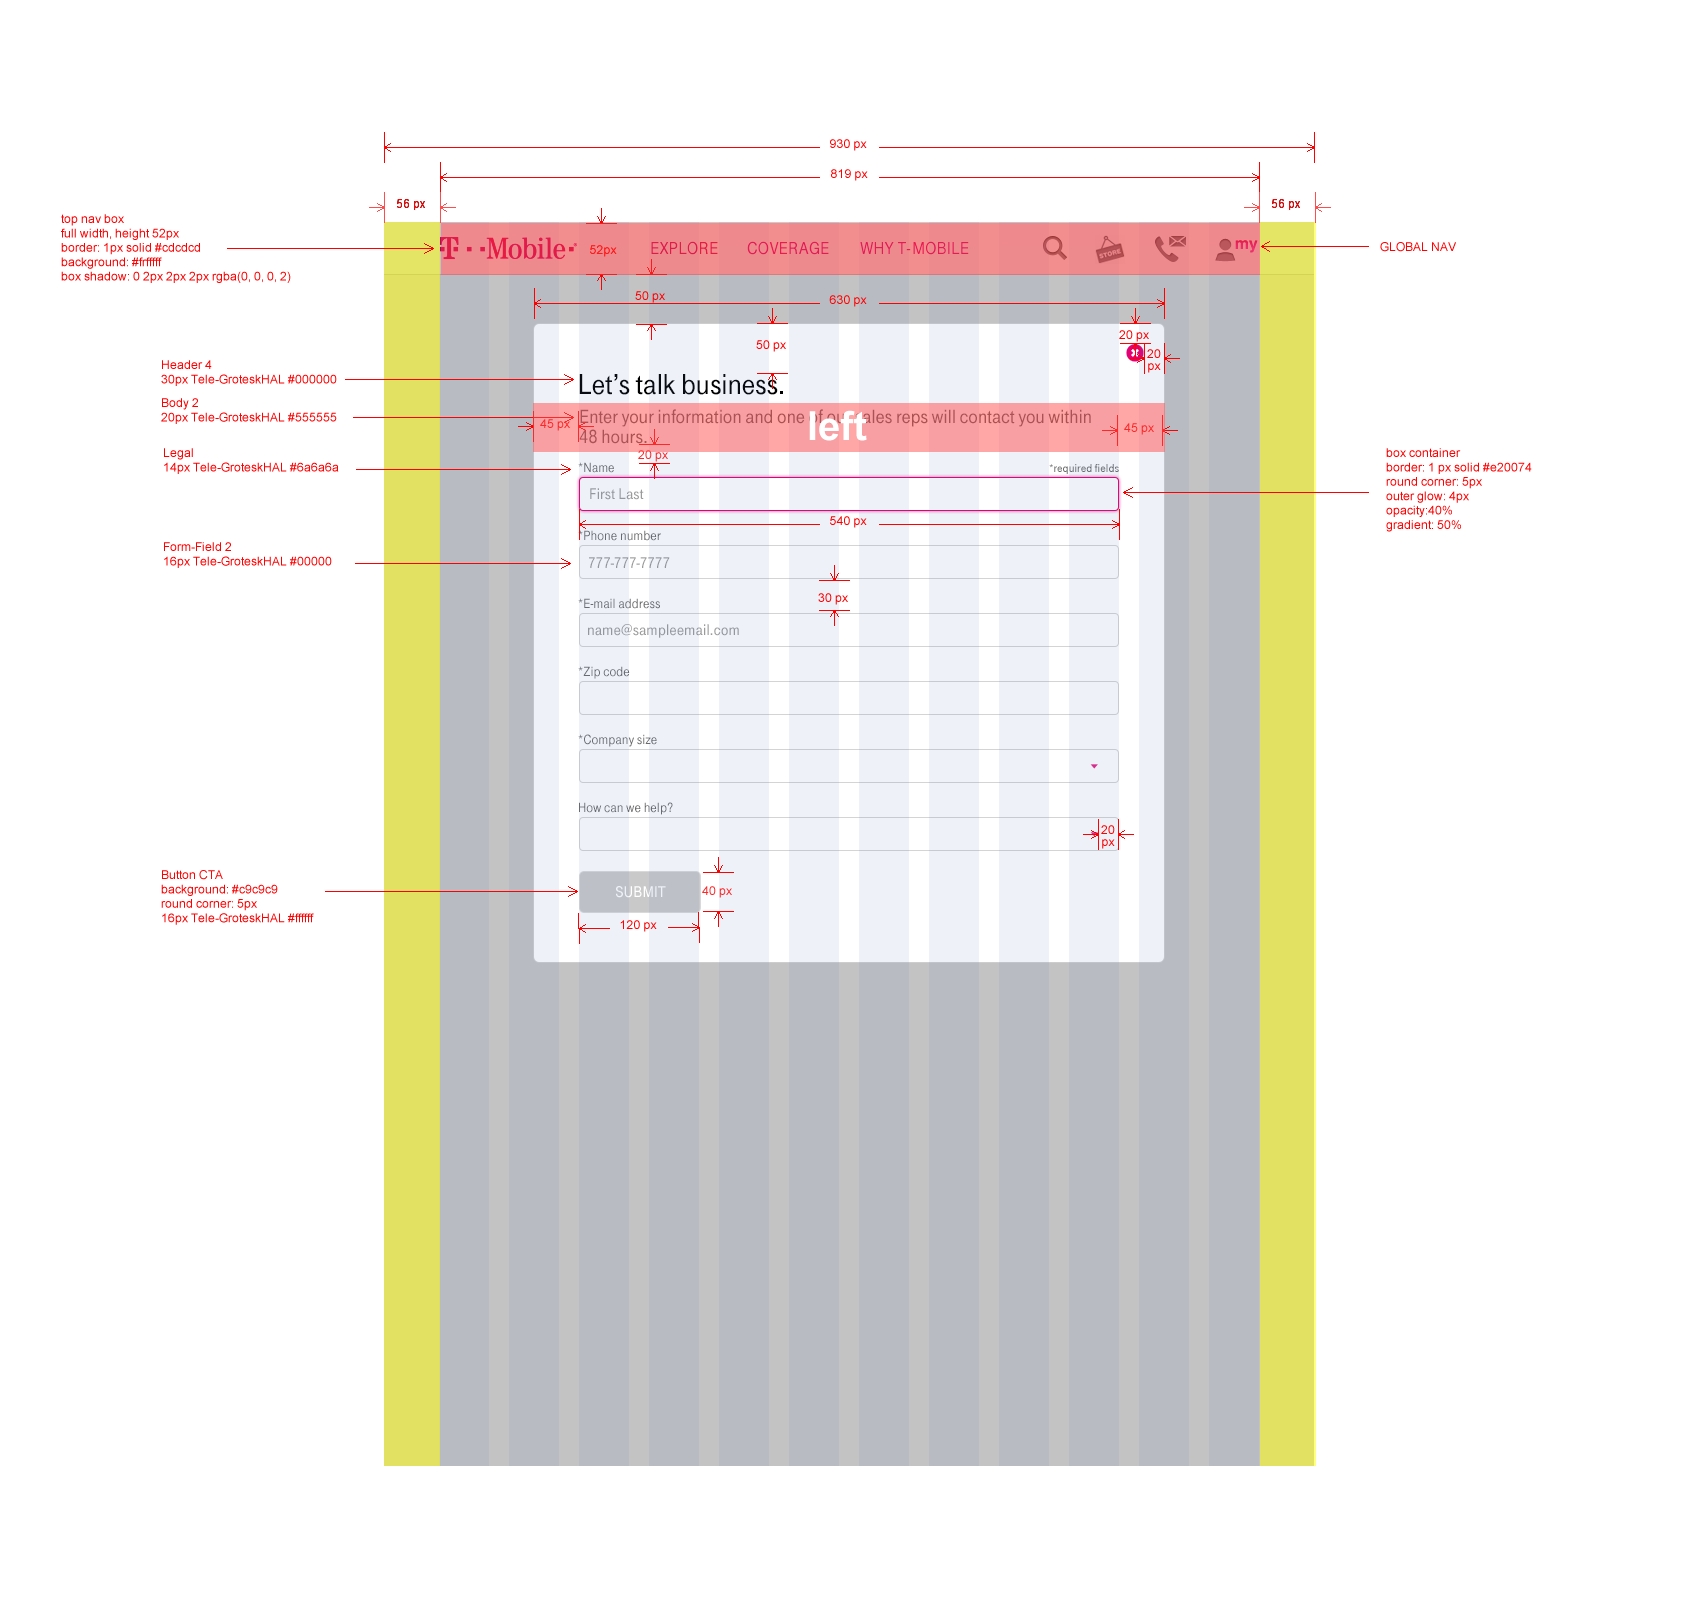 930 px
819 px
56 px
56 px
top nav box
full width, height 52px
border: 1px solid #cdcdcd
background: #frffffff
box shadow: 0 2px 2px 2px rgba(0, 0, 0, 2)
T··Mobile·
52px
EXPLORE
COVERAGE
WHY T-MOBILE
STORE
my
GLOBAL NAV
50 px
630 px
50 px
20 px
20
px
Header 4
30px Tele-GroteskHAL #000000
Let's talk business.
Body 2
20px Tele-GroteskHAL #555555
Enter your information and one of our sales reps will contact you within
48 hours.
left
45 px
45 px
20 px
Legal
14px Tele-GroteskHAL #6a6a6a
*Name
*required fields
First Last
box container
border: 1 px solid #e20074
round corner: 5px
outer glow: 4px
opacity:40%
gradient: 50%
540 px
*Phone number
Form-Field 2
16px Tele-GroteskHAL #00000
777-777-7777
30 px
*E-mail address
name@sampleemail.com
*Zip code
*Company size
How can we help?
20
px
Button CTA
background: #c9c9c9
round corner: 5px
16px Tele-GroteskHAL #ffffff
SUBMIT
40 px
120 px